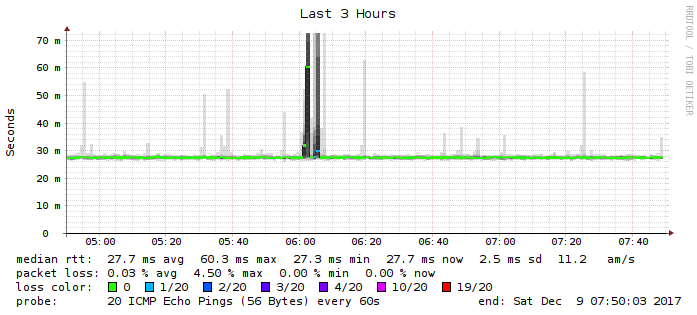 Last 3 Hours
RRDTOOL / TOBI OETIKER
Seconds
70 m
60 m
50 m
40 m
30 m
20 m
10 m
0
05:00 05:20 05:40 06:00 06:20 06:40 07:00 07:20 07:40
median rtt: 27.7 ms avg 60.3 ms max 27.3 ms min 27.7 ms now 2.5 ms sd 11.2 am/s
packet loss: 0.03 % avg 4.50 % max 0.00 % min 0.00 % now
loss color: 0 1/20 2/20 3/20 4/20 10/20 19/20
probe: 20 ICMP Echo Pings (56 Bytes) every 60s end: Sat Dec 9 07:50:03 2017